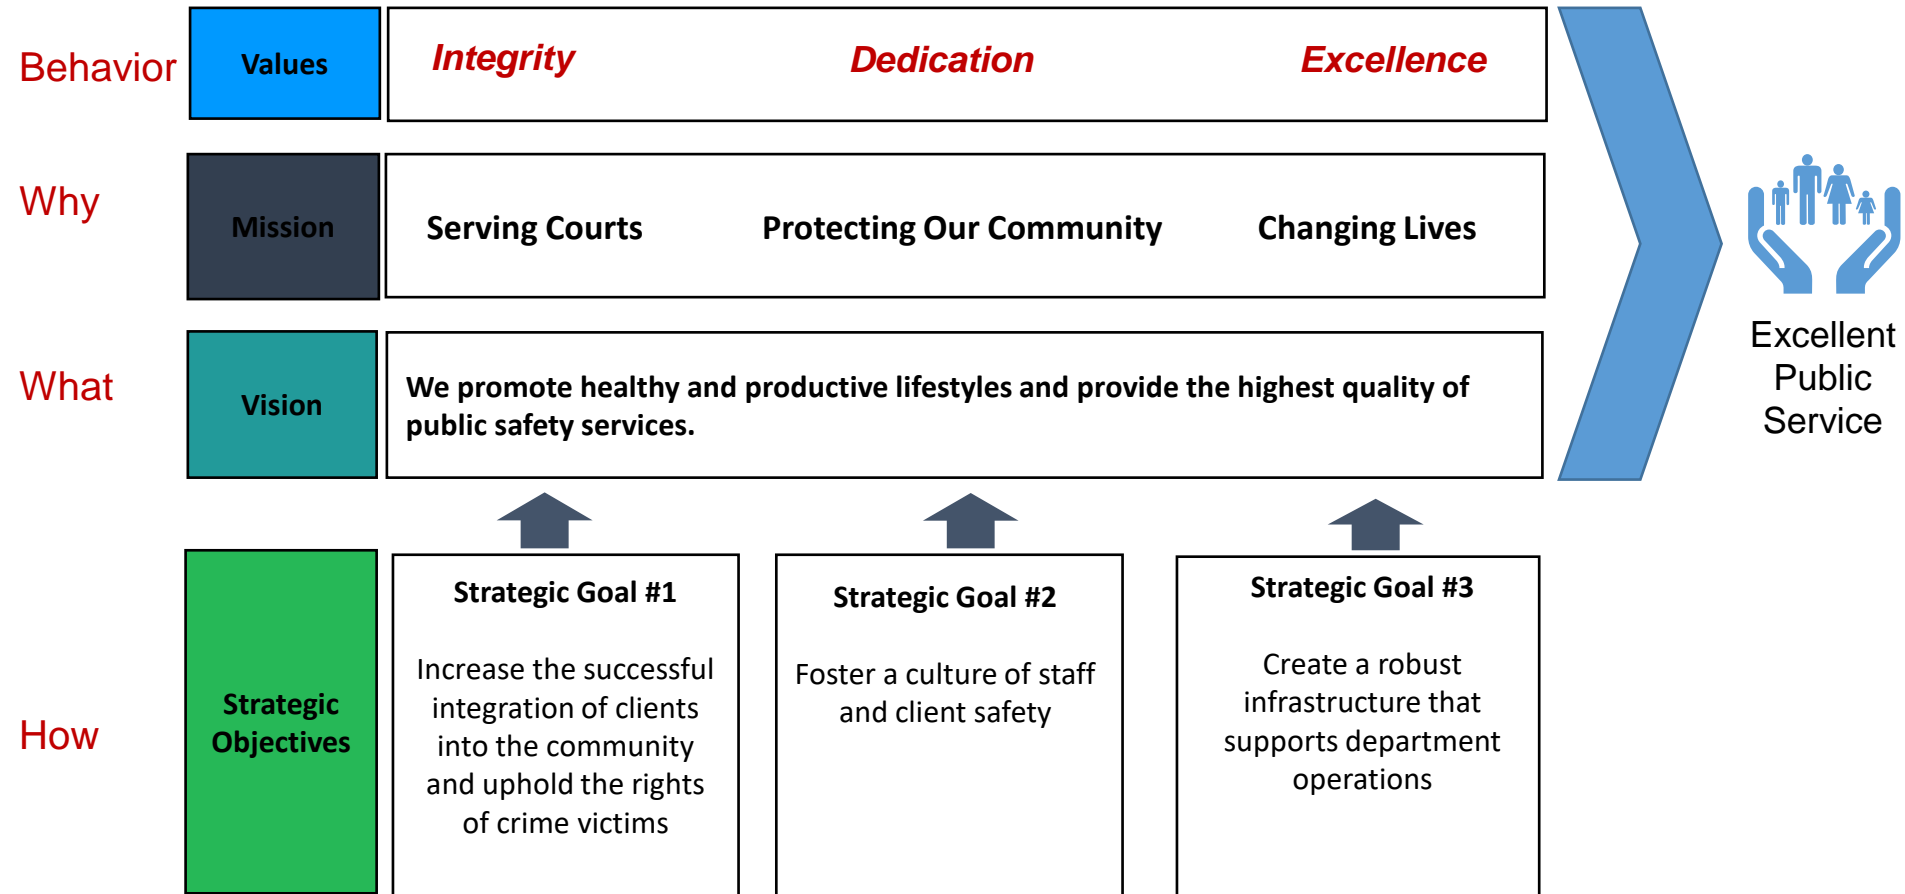 Behavior
Values
Integrity
Dedication
Excellence
Why
Mission
Serving Courts
Protecting Our Community
Changing Lives
What
Vision
We promote healthy and productive lifestyles and provide the highest quality of
public safety services.
Excellent
Public
Service
How
Strategic
Objectives
Strategic Goal #1
Increase the successful
integration of clients
into the community
and uphold the rights
of crime victims
Strategic Goal #2
Foster a culture of staff
and client safety
Strategic Goal #3
Create a robust
infrastructure that
supports department
operations